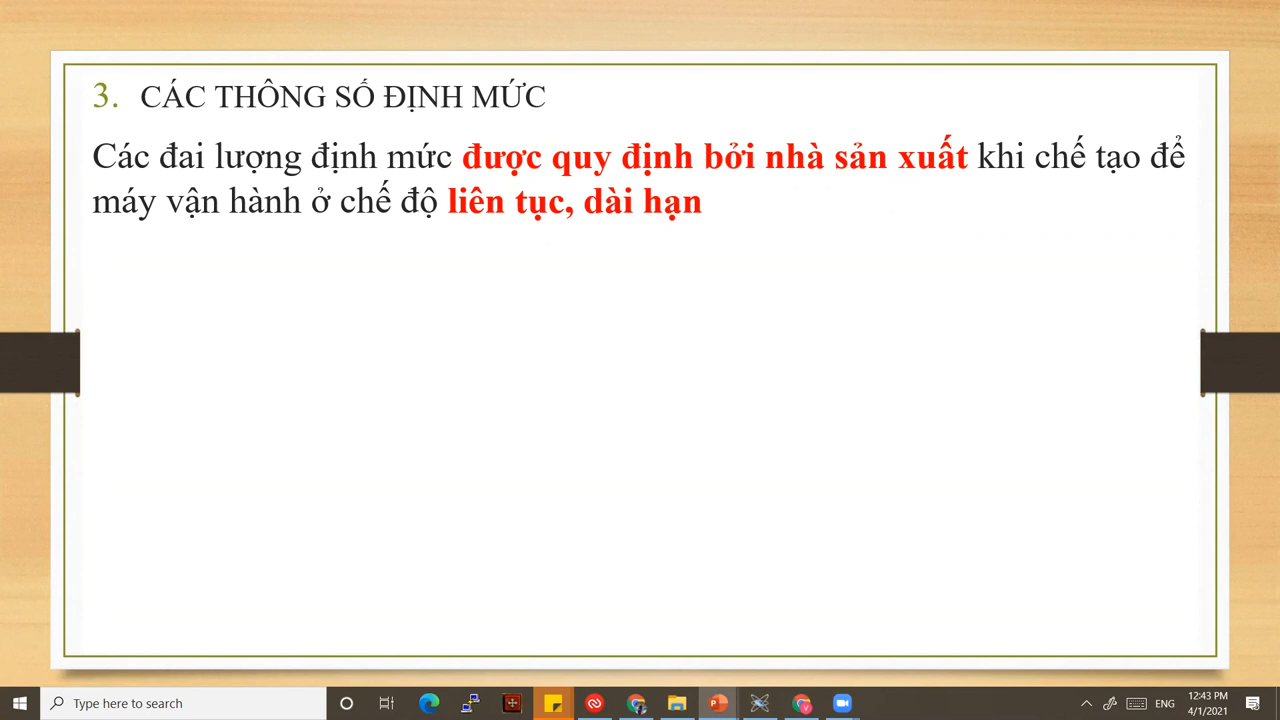 3. CÁC THÔNG SỐ ĐỊNH MỨC
Các đai lượng định mức được quy định bởi nhà sản xuất khi chế tạo để
máy vận hành ở chế độ liên tục, dài hạn
Type here to search
ENG
12:43 PM
4/1/2021